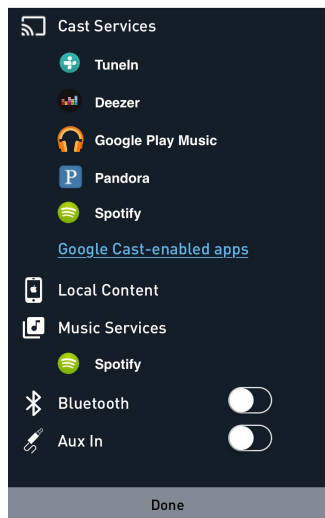 Cast Services
TuneIn
Deezer
Google Play Music
P Pandora
Spotify
Google Cast-enabled apps
Local Content
Music Services
Spotify
Bluetooth
Aux In
Done